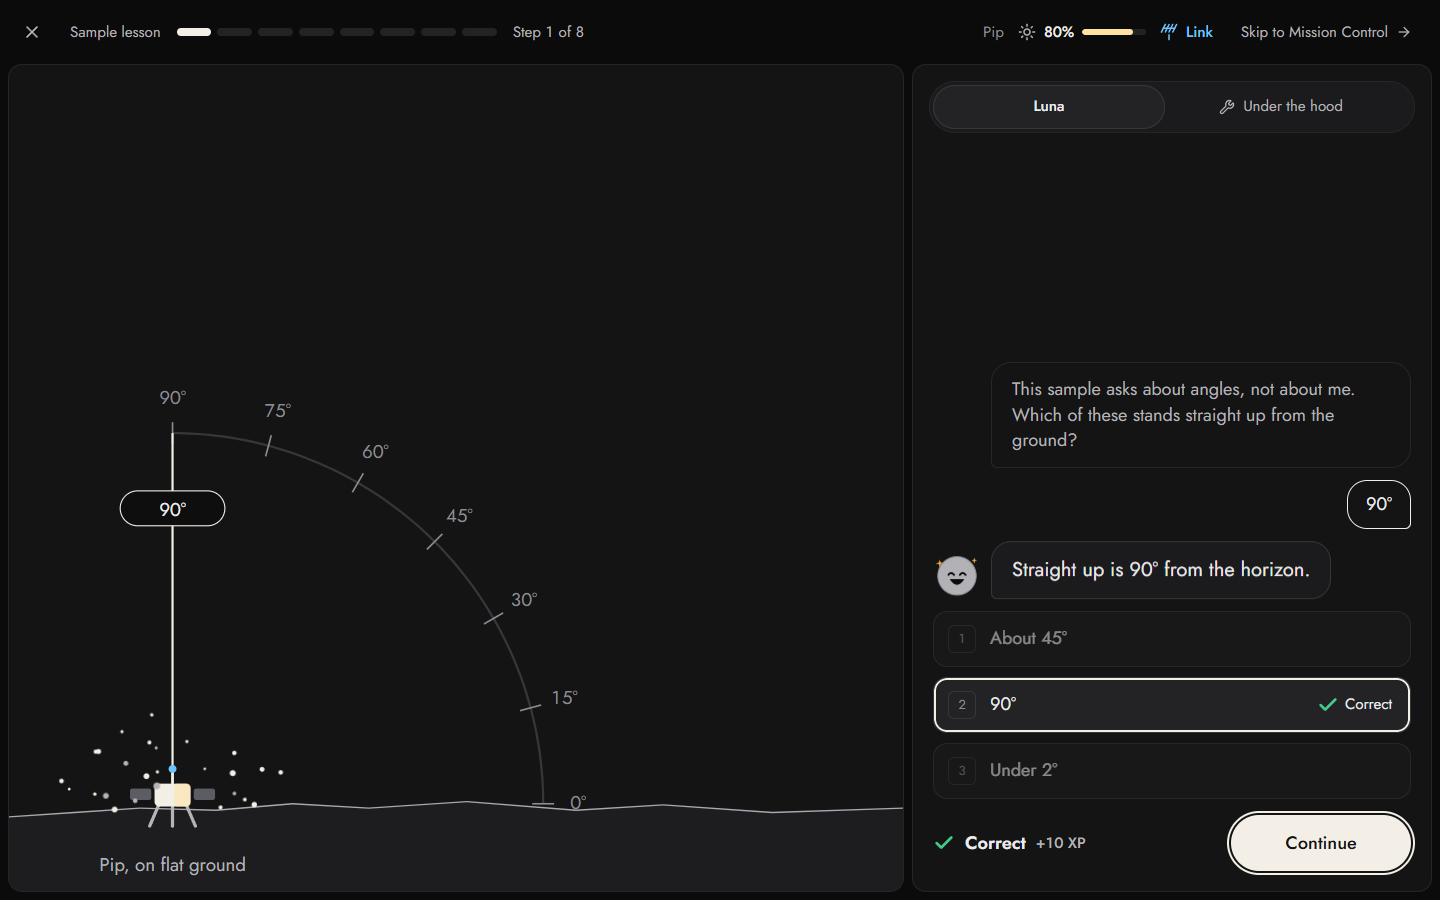 Sample lesson
Step 1 of 8
Pip
80%
Link
Skip to Mission Control
90°
75°
60°
90°
45°
30°
15°
0°
Pip, on flat ground
Luna
Under the hood
This sample asks about angles, not about me.
Which of these stands straight up from the
ground?
90°
Straight up is 90° from the horizon.
1 About 45°
2 90° Correct
3 Under 2°
Correct +10 XP
Continue